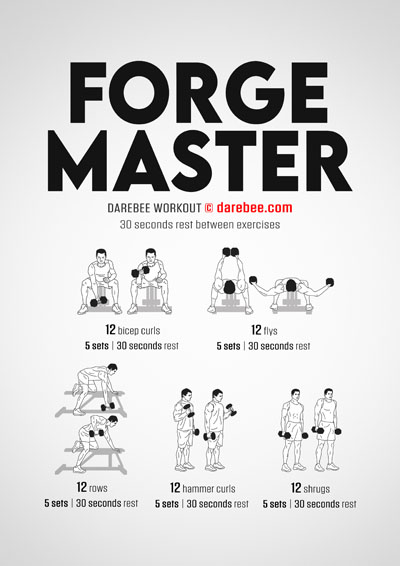 FORGE
MASTER
DAREBEE WORKOUT © darebee.com
30 seconds rest between exercises
12 bicep curls
5 sets | 30 seconds rest
12 flys
5 sets | 30 seconds rest
12 rows
5 sets | 30 seconds rest
12 hammer curls
5 sets | 30 seconds rest
12 shrugs
5 sets | 30 seconds rest